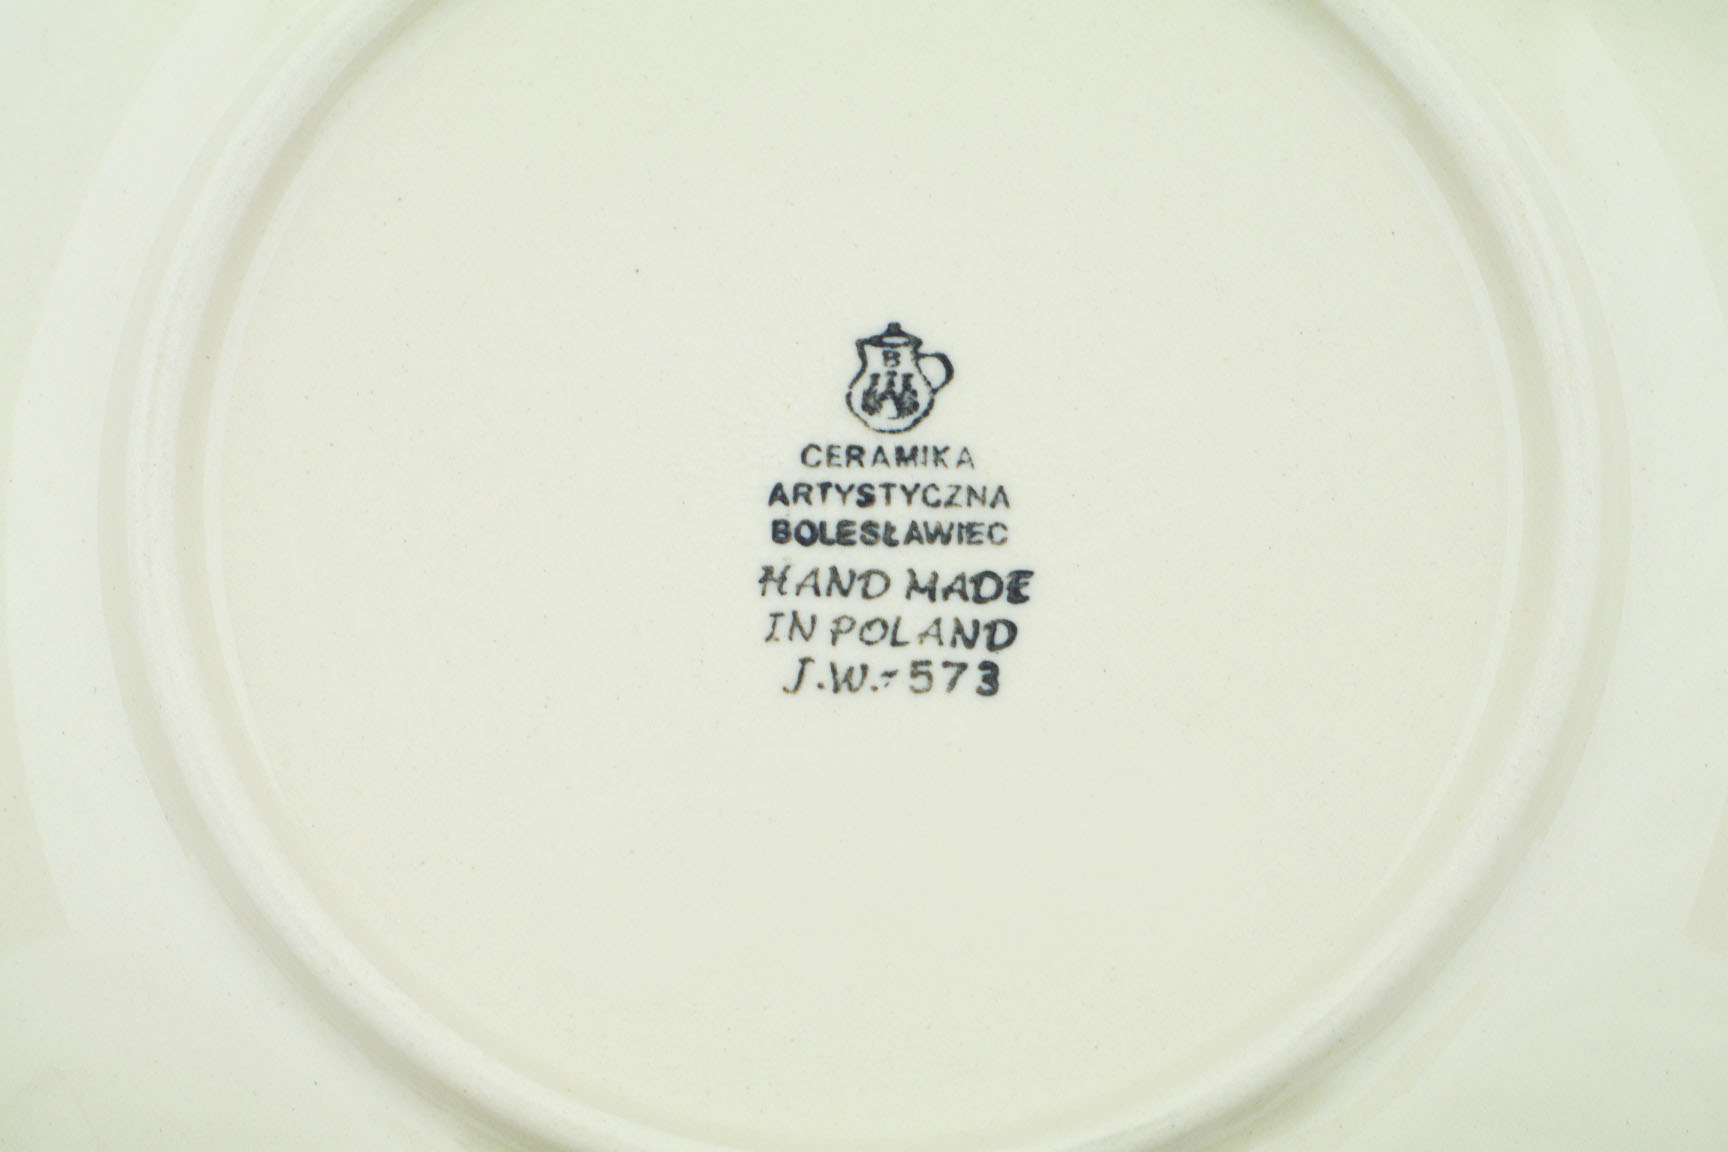 B
CERAMIKA
ARTYSTYCZNA
BOLESŁAWIEC
HAND MADE
IN POLAND
J.W.-573